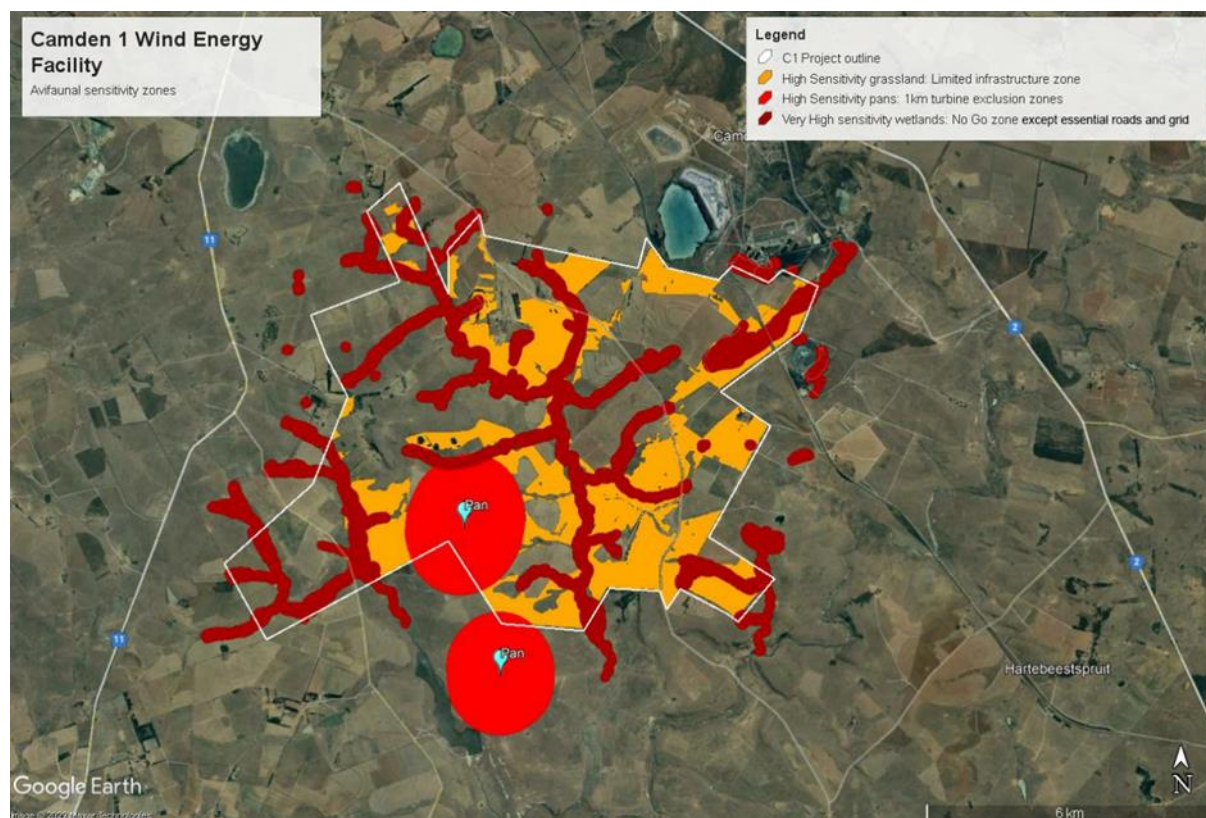 Camden 1 Wind Energy
Facility
Avifaunal sensitivity zones
Legend
C1 Project outline
High Sensitivity grassland: Limited infrastructure zone
High Sensitivity pans: 1km turbine exclusion zones
Very High sensitivity wetlands: No Go zone except essential roads and grid
11
2
Pan
2
11
Pan
Hartebeestspruit
N
Google Earth
6 km